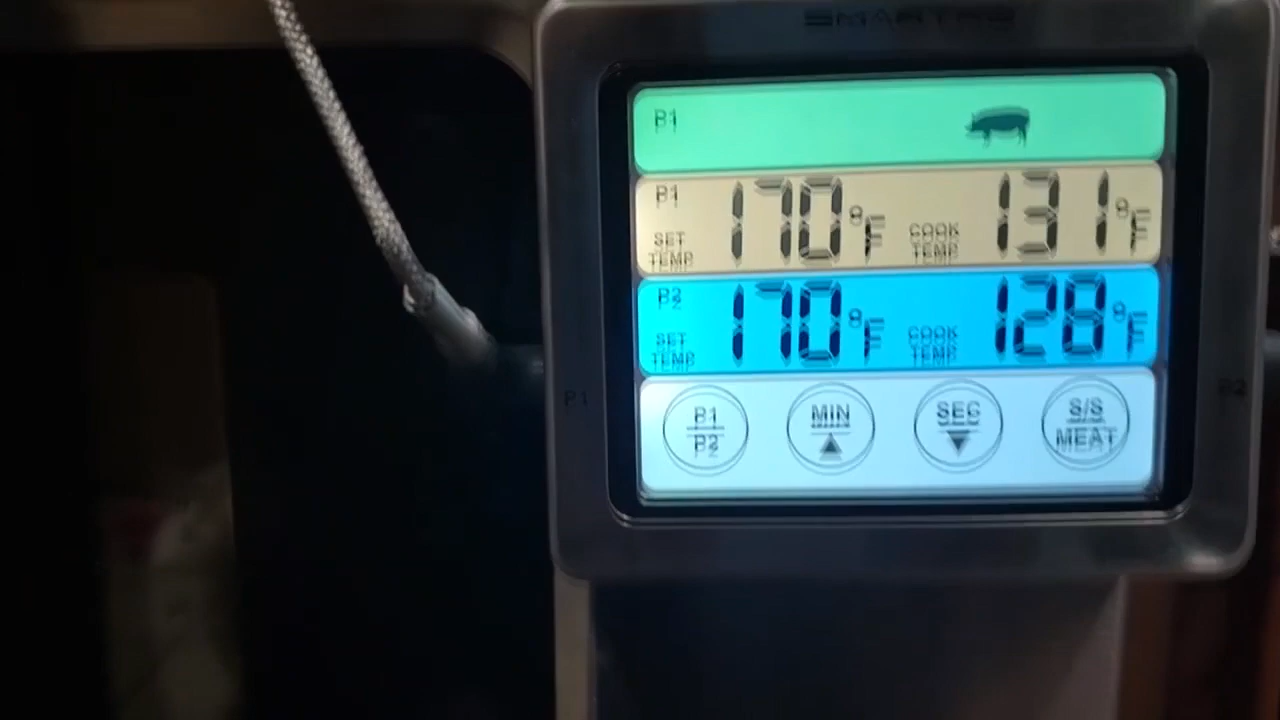 P1
P1 SET TEMP 170°F COOK TEMP 131°F
P2 SET TEMP 170°F COOK TEMP 128°F
P1 P2
MIN
SEC
S/S MEAT
P1
P2